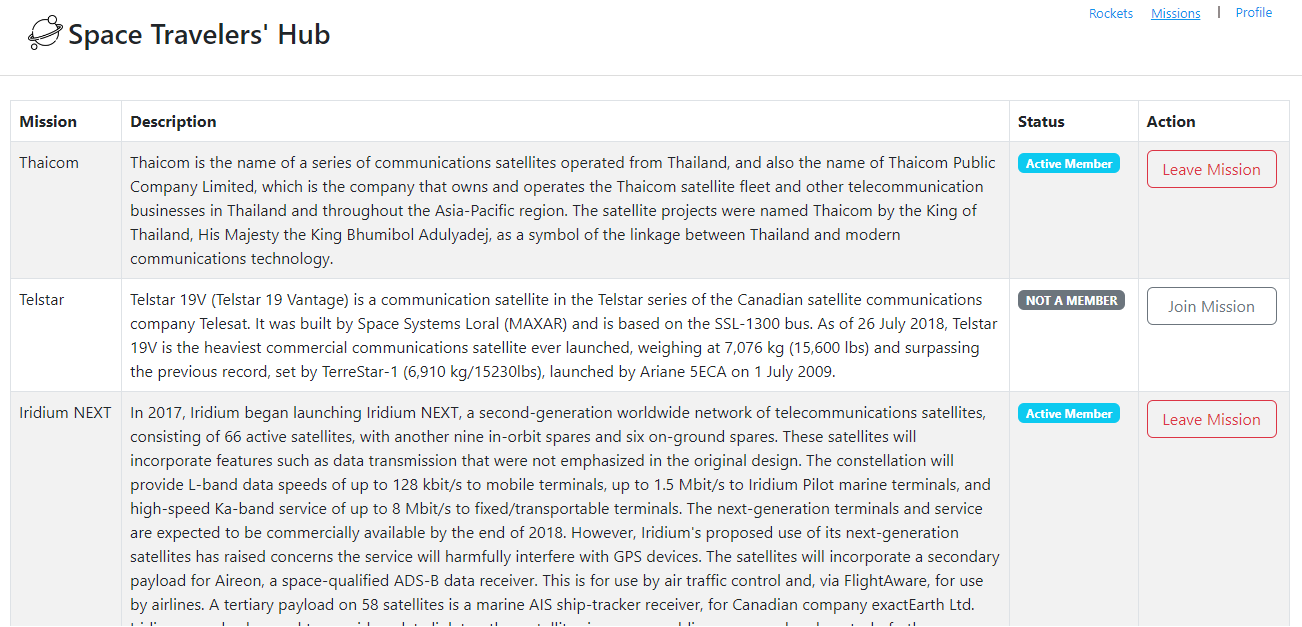 Space Travelers' Hub
Rockets Missions | Profile
Mission Description Status Action
Thaicom
Thaicom is the name of a series of communications satellites operated from Thailand, and also the name of Thaicom Public
Company Limited, which is the company that owns and operates the Thaicom satellite fleet and other telecommunication
businesses in Thailand and throughout the Asia-Pacific region. The satellite projects were named Thaicom by the King of
Thailand, His Majesty the King Bhumibol Adulyadej, as a symbol of the linkage between Thailand and modern
communications technology.
Active Member
Leave Mission
Telstar
Telstar 19V (Telstar 19 Vantage) is a communication satellite in the Telstar series of the Canadian satellite communications
company Telesat. It was built by Space Systems Loral (MAXAR) and is based on the SSL-1300 bus. As of 26 July 2018, Telstar
19V is the heaviest commercial communications satellite ever launched, weighing at 7,076 kg (15,600 lbs) and surpassing
the previous record, set by TerreStar-1 (6,910 kg/15230lbs), launched by Ariane 5ECA on 1 July 2009.
NOT A MEMBER
Join Mission
Iridium NEXT
In 2017, Iridium began launching Iridium NEXT, a second-generation worldwide network of telecommunications satellites,
consisting of 66 active satellites, with another nine in-orbit spares and six on-ground spares. These satellites will
incorporate features such as data transmission that were not emphasized in the original design. The constellation will
provide L-band data speeds of up to 128 kbit/s to mobile terminals, up to 1.5 Mbit/s to Iridium Pilot marine terminals, and
high-speed Ka-band service of up to 8 Mbit/s to fixed/transportable terminals. The next-generation terminals and service
are expected to be commercially available by the end of 2018. However, Iridium's proposed use of its next-generation
satellites has raised concerns the service will harmfully interfere with GPS devices. The satellites will incorporate a secondary
payload for Aireon, a space-qualified ADS-B data receiver. This is for use by air traffic control and, via FlightAware, for use
by airlines. A tertiary payload on 58 satellites is a marine AIS ship-tracker receiver, for Canadian company exactEarth Ltd.
Active Member
Leave Mission